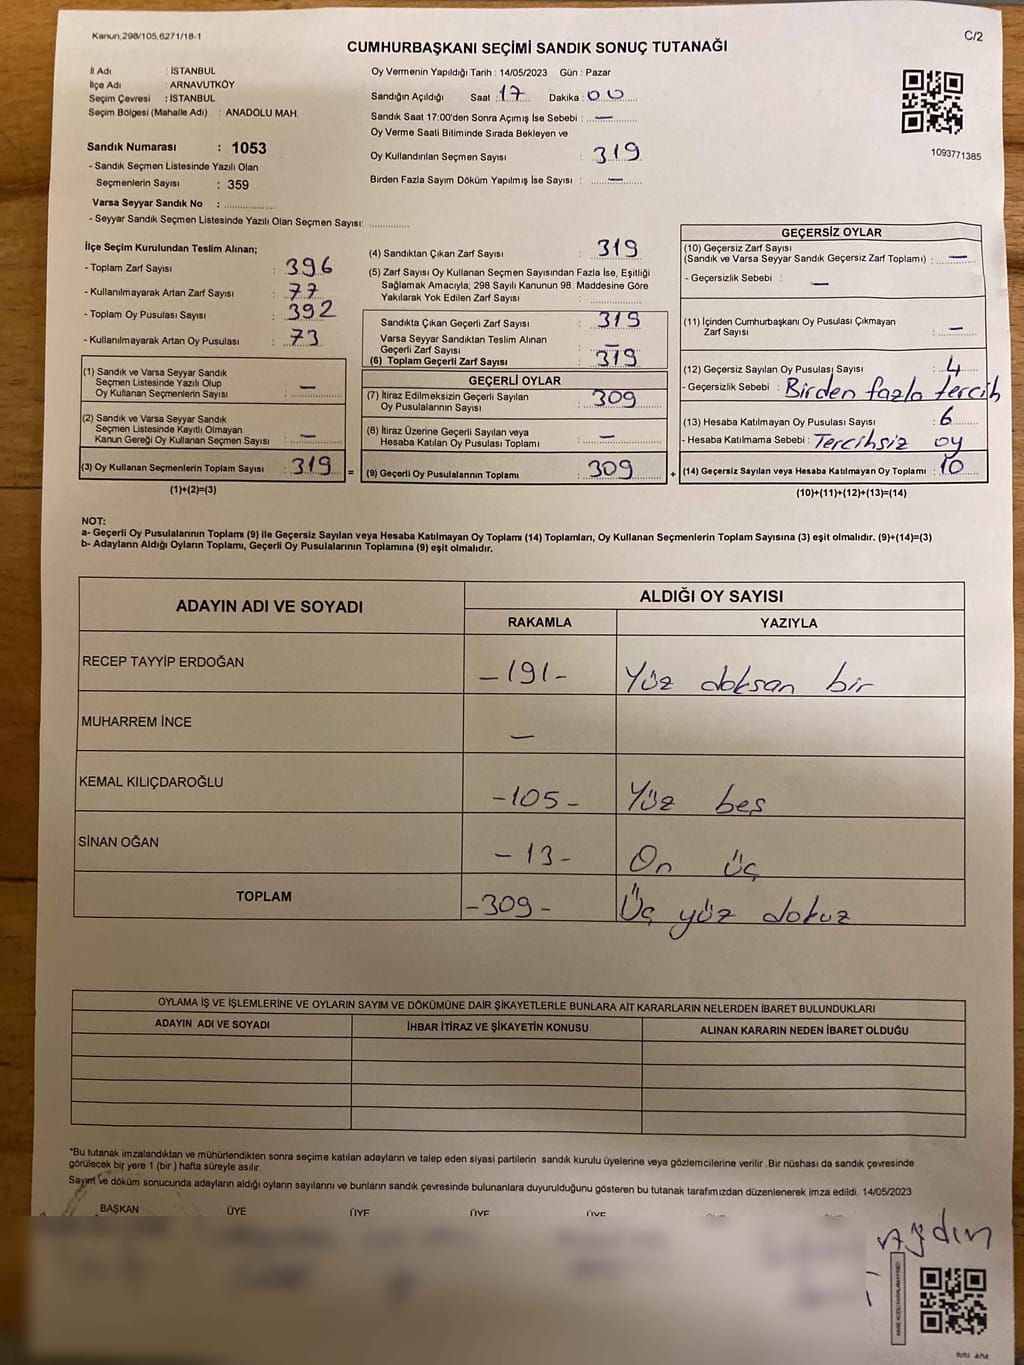 Kanun,298/105,6271/18-1
C/2
CUMHURBAŞKANI SEÇİMİ SANDIK SONUÇ TUTANAĞI
İl Adı : İSTANBUL
İlçe Adı : ARNAVUTKÖY
Seçim Çevresi : İSTANBUL
Seçim Bölgesi (Mahalle Adı) : ANADOLU MAH.
Sandık Numarası : 1053
- Sandık Seçmen Listesinde Yazılı Olan
Seçmenlerin Sayısı : 359
Varsa Seyyar Sandık No :
- Seyyar Sandık Seçmen Listesinde Yazılı Olan Seçmen Sayısı:
Oy Vermenin Yapıldığı Tarih : 14/05/2023 Gün : Pazar
Sandığın Açıldığı Saat : 17 Dakika : 00
Sandık Saat 17:00'den Sonra Açımış İse Sebebi : —
Oy Verme Saati Bitiminde Sırada Bekleyen ve
Oy Kullandırılan Seçmen Sayısı : 319
Birden Fazla Sayım Döküm Yapılmış İse Sayısı : —
1093771385
İlçe Seçim Kurulundan Teslim Alınan;
- Toplam Zarf Sayısı : 396
- Kullanılmayarak Artan Zarf Sayısı : 77
- Toplam Oy Pusulası Sayısı : 392
- Kullanılmayarak Artan Oy Pusulası : 73
(1) Sandık ve Varsa Seyyar Sandık
Seçmen Listesinde Yazılı Olup
Oy Kullanan Seçmenlerin Sayısı : —
(2) Sandık ve Varsa Seyyar Sandık
Seçmen Listesinde Kayıtlı Olmayan
Kanun Gereği Oy Kullanan Seçmen Sayısı : —
(3) Oy Kullanan Seçmenlerin Toplam Sayısı : 319 =
(1)+(2)=(3)
(4) Sandıktan Çıkan Zarf Sayısı : 319
(5) Zarf Sayısı Oy Kullanan Seçmen Sayısından Fazla İse, Eşitliği
Sağlamak Amacıyla; 298 Sayılı Kanunun 98. Maddesine Göre
Yakılarak Yok Edilen Zarf Sayısı :
Sandıkta Çıkan Geçerli Zarf Sayısı : 319
Varsa Seyyar Sandıktan Teslim Alınan
Geçerli Zarf Sayısı : —
(6) Toplam Geçerli Zarf Sayısı : 319
GEÇERLİ OYLAR
(7) İtiraz Edilmeksizin Geçerli Sayılan
Oy Pusulalarının Sayısı : 309
(8) İtiraz Üzerine Geçerli Sayılan veya
Hesaba Katılan Oy Pusulası Toplamı : —
(9) Geçerli Oy Pusulalarının Toplamı : 309 +
GEÇERSİZ OYLAR
(10) Geçersiz Zarf Sayısı
(Sandık ve Varsa Seyyar Sandık Geçersiz Zarf Toplamı) : —
- Geçersizlik Sebebi : —
(11) İçinden Cumhurbaşkanı Oy Pusulası Çıkmayan
Zarf Sayısı : —
(12) Geçersiz Sayılan Oy Pusulası Sayısı : 4
- Geçersizlik Sebebi : Birden fazla tercih
(13) Hesaba Katılmayan Oy Pusulası Sayısı : 6
- Hesaba Katılmama Sebebi : Tercihsiz oy
(14) Geçersiz Sayılan veya Hesaba Katılmayan Oy Toplamı : 10
(10)+(11)+(12)+(13)=(14)
NOT:
a- Geçerli Oy Pusulalarının Toplamı (9) ile Geçersiz Sayılan veya Hesaba Katılmayan Oy Toplamı (14) Toplamları, Oy Kullanan Seçmenlerin Toplam Sayısına (3) eşit olmalıdır. (9)+(14)=(3)
b- Adayların Aldığı Oyların Toplamı, Geçerli Oy Pusulalarının Toplamına (9) eşit olmalıdır.
ADAYIN ADI VE SOYADI
ALDIĞI OY SAYISI
RAKAMLA YAZIYLA
RECEP TAYYİP ERDOĞAN -191- Yüz doksan bir
MUHARREM İNCE —
KEMAL KILIÇDAROĞLU -105- Yüz beş
SİNAN OĞAN -13- On üç
TOPLAM -309- Üç yüz dokuz
OYLAMA İŞ VE İŞLEMLERİNE VE OYLARIN SAYIM VE DÖKÜMÜNE DAİR ŞİKAYETLERLE BUNLARA AİT KARARLARIN NELERDEN İBARET BULUNDUKLARI
ADAYIN ADI VE SOYADI İHBAR İTİRAZ VE ŞİKAYETİN KONUSU ALINAN KARARIN NEDEN İBARET OLDUĞU
*Bu tutanak imzalandıktan ve mühürlendikten sonra seçime katılan adayların ve talep eden siyasi partilerin sandık kurulu üyelerine veya gözlemcilerine verilir .Bir nüshası da sandık çevresinde
görülecek bir yere 1 (bir ) hafta süreyle asılır.
Sayım ve döküm sonucunda adayların aldığı oyların sayılarını ve bunların sandık çevresinde bulunanlara duyurulduğunu gösteren bu tutanak tarafımızdan düzenlenerek imza edildi. 14/05/2023
BAŞKAN ÜYE ÜYE ÜYE ÜYE